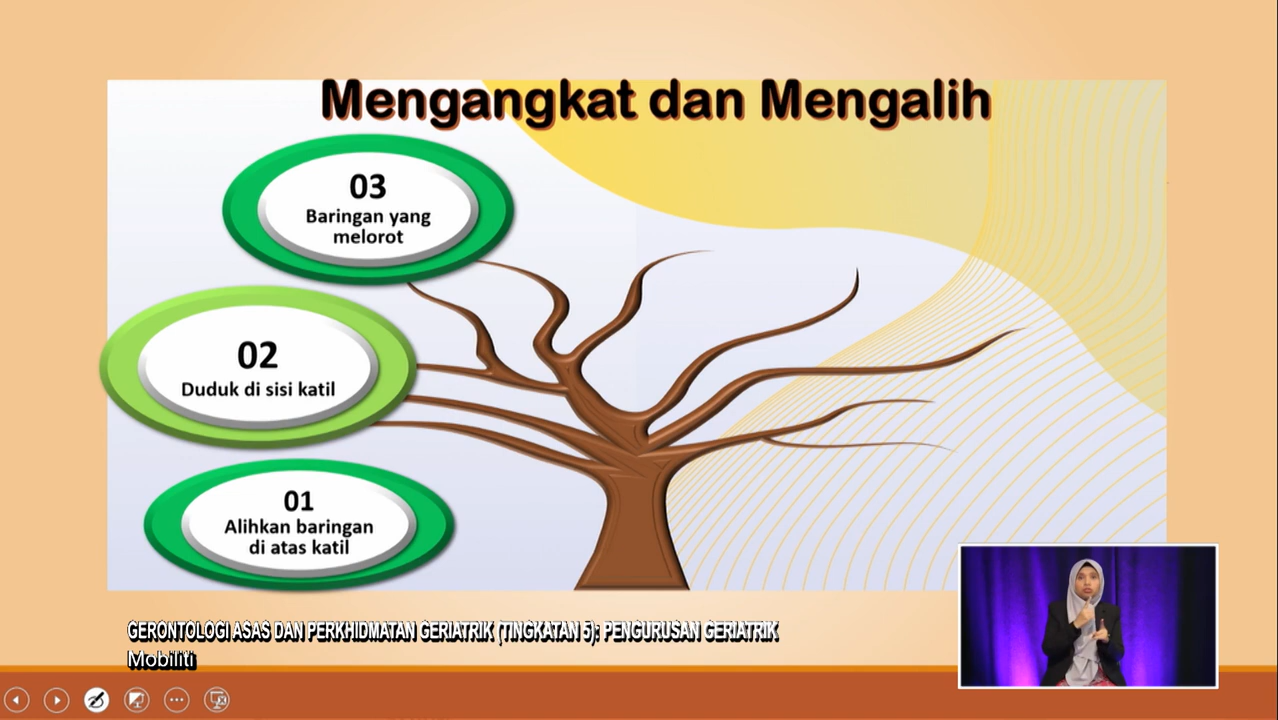 Mengangkat dan Mengalih
03
Baringan yang
melorot
02
Duduk di sisi katil
01
Alihkan baringan
di atas katil
GERONTOLOGI ASAS DAN PERKHIDMATAN GERIATRIK (TINGKATAN 5): PENGURUSAN GERIATRIK
Mobiliti